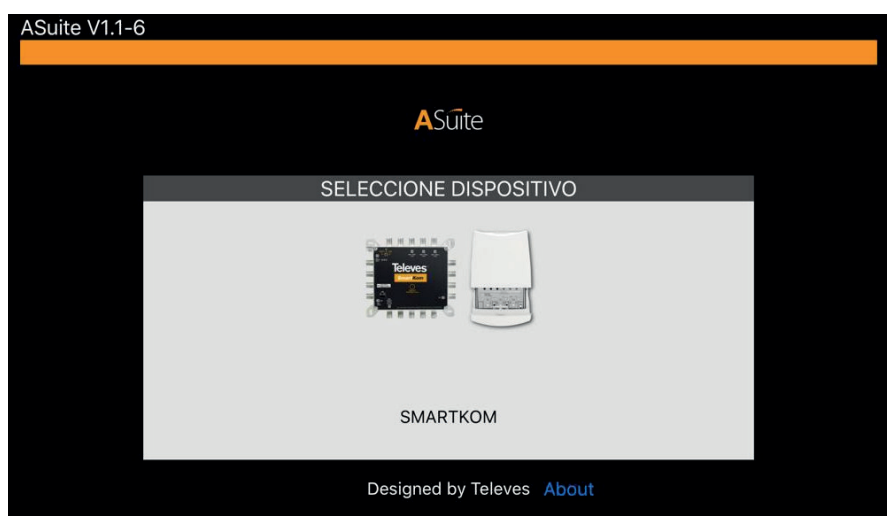 ASuite V1.1-6
ASuite
SELECCIONE DISPOSITIVO
Televes
SMARTKOM
Designed by Televes About